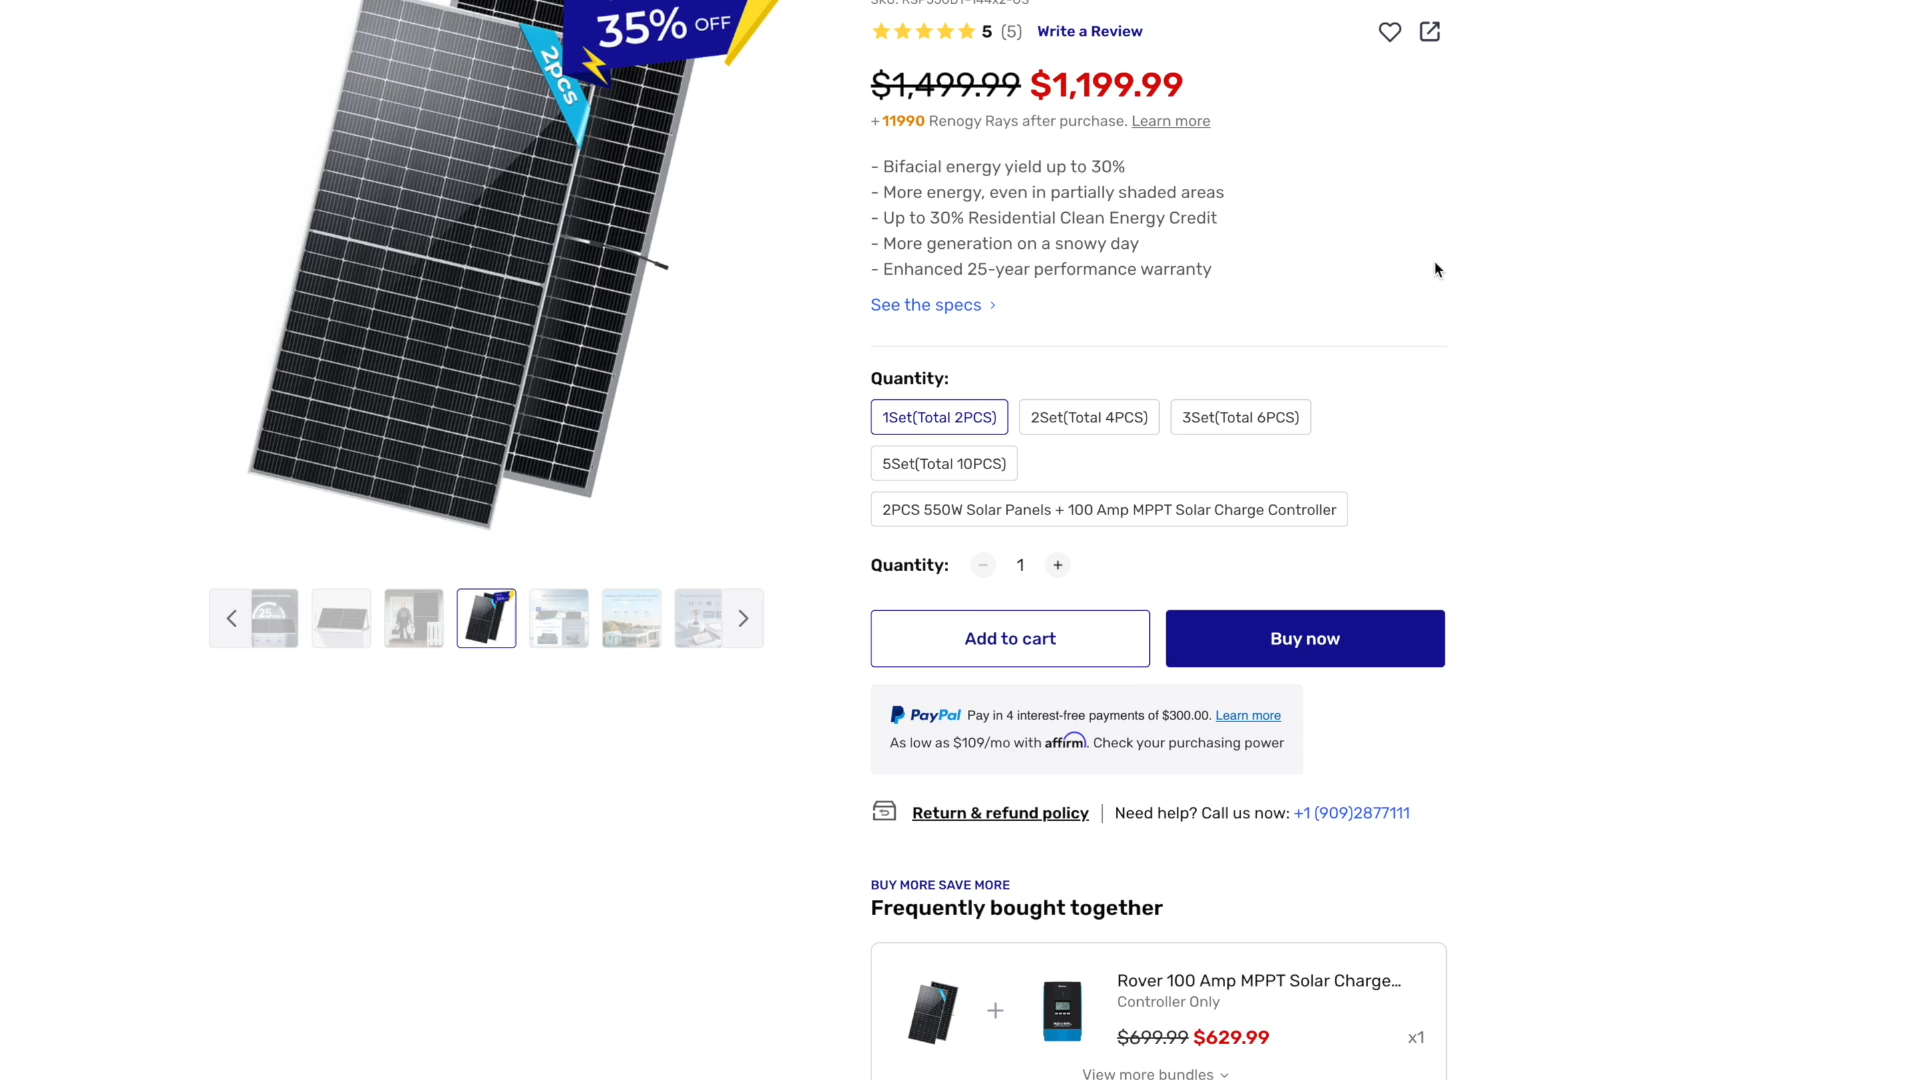 35% OFF
2pcs
5 (5) Write a Review
$1,499.99 $1,199.99
+ 11990 Renogy Rays after purchase. Learn more
- Bifacial energy yield up to 30%
- More energy, even in partially shaded areas
- Up to 30% Residential Clean Energy Credit
- More generation on a snowy day
- Enhanced 25-year performance warranty
See the specs
Quantity:
1Set(Total 2PCS) 2Set(Total 4PCS) 3Set(Total 6PCS)
5Set(Total 10PCS)
2PCS 550W Solar Panels + 100 Amp MPPT Solar Charge Controller
Quantity: − 1 +
25
Add to cart Buy now
PayPal Pay in 4 interest-free payments of $300.00. Learn more
As low as $109/mo with affirm. Check your purchasing power
Return & refund policy | Need help? Call us now: +1 (909)2877111
BUY MORE SAVE MORE
Frequently bought together
+
Rover 100 Amp MPPT Solar Charge...
Controller Only
$699.99 $629.99 x1
View more bundles